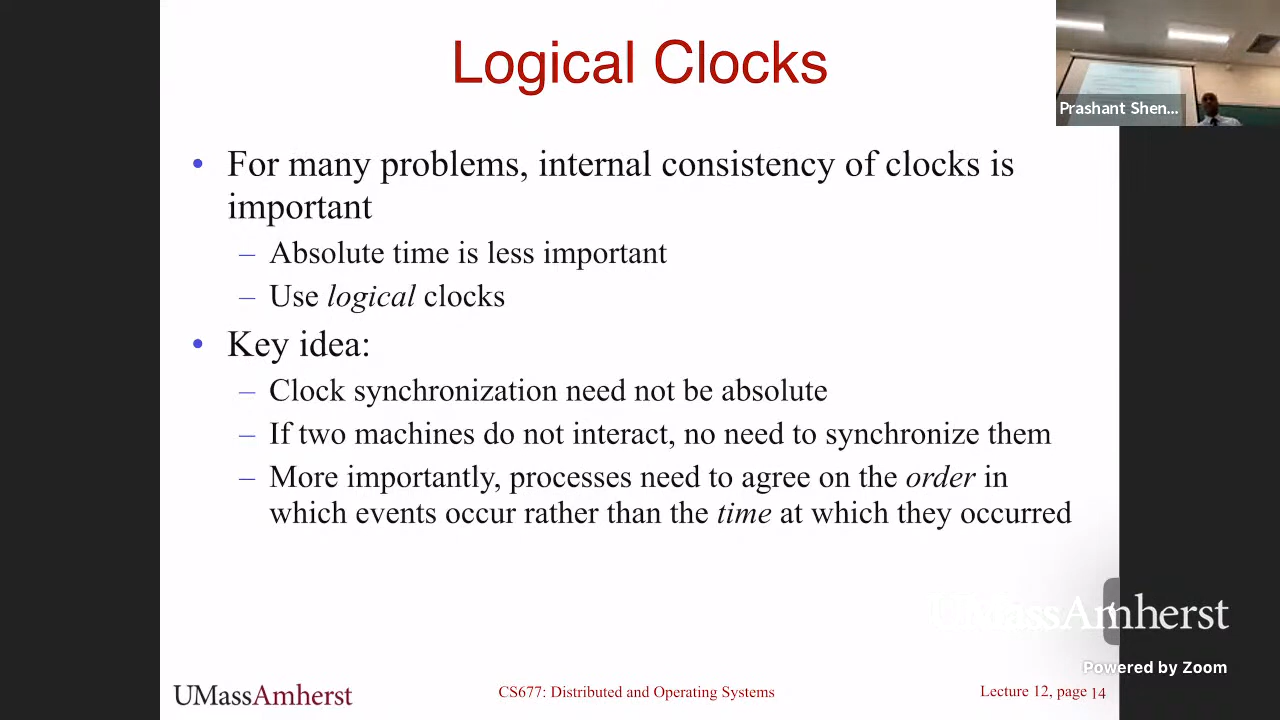 Logical Clocks
Prashant Shen...
• For many problems, internal consistency of clocks is
important
– Absolute time is less important
– Use logical clocks
• Key idea:
– Clock synchronization need not be absolute
– If two machines do not interact, no need to synchronize them
– More importantly, processes need to agree on the order in
which events occur rather than the time at which they occurred
UMassAmherst
Powered by Zoom
UMassAmherst
CS677: Distributed and Operating Systems
Lecture 12, page 14